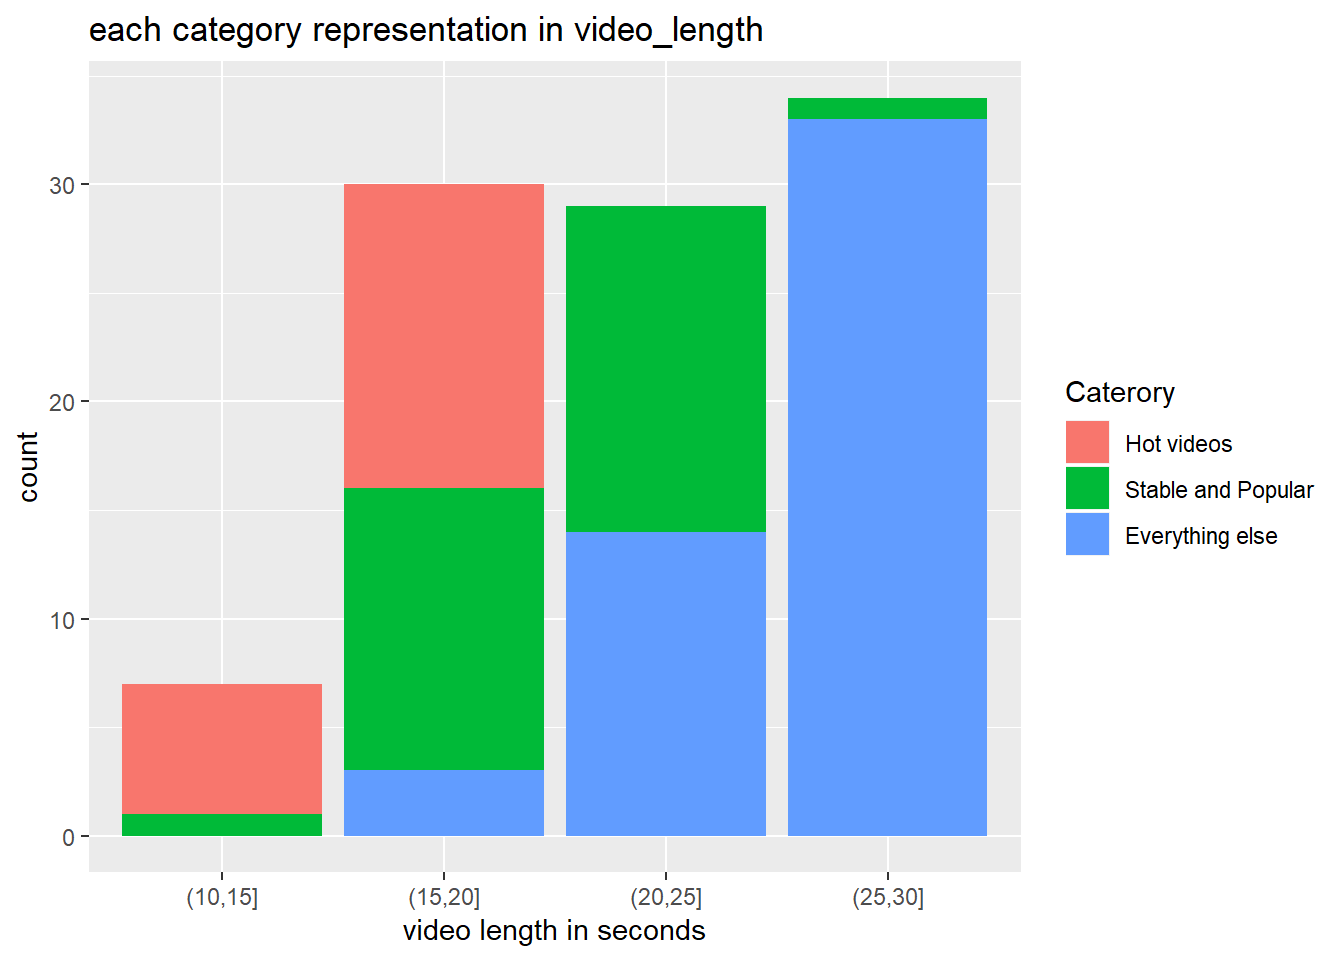 each category representation in video_length
30
20
10
0
count
(10,15]
(15,20]
(20,25]
(25,30]
video length in seconds
Caterory
Hot videos
Stable and Popular
Everything else